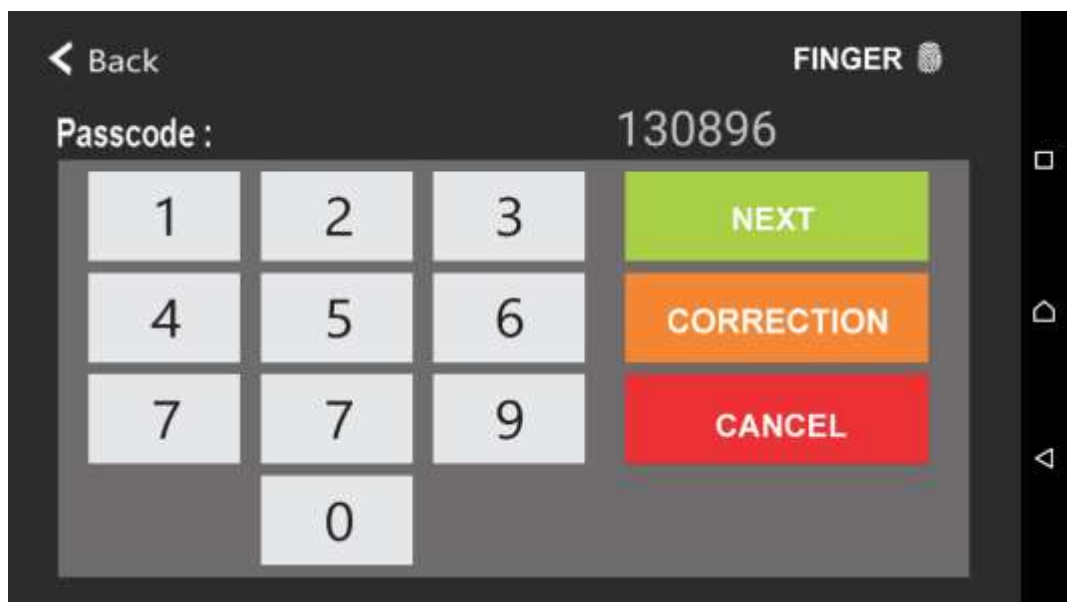 Back FINGER
Passcode : 130896
1 2 3 NEXT
4 5 6 CORRECTION
7 7 9 CANCEL
0